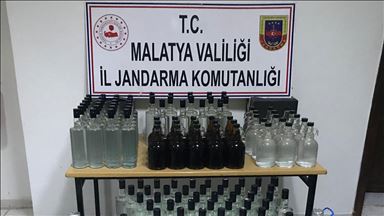 T.C.
MALATYA VALİLİĞİ
İL JANDARMA KOMUTANLIĞI